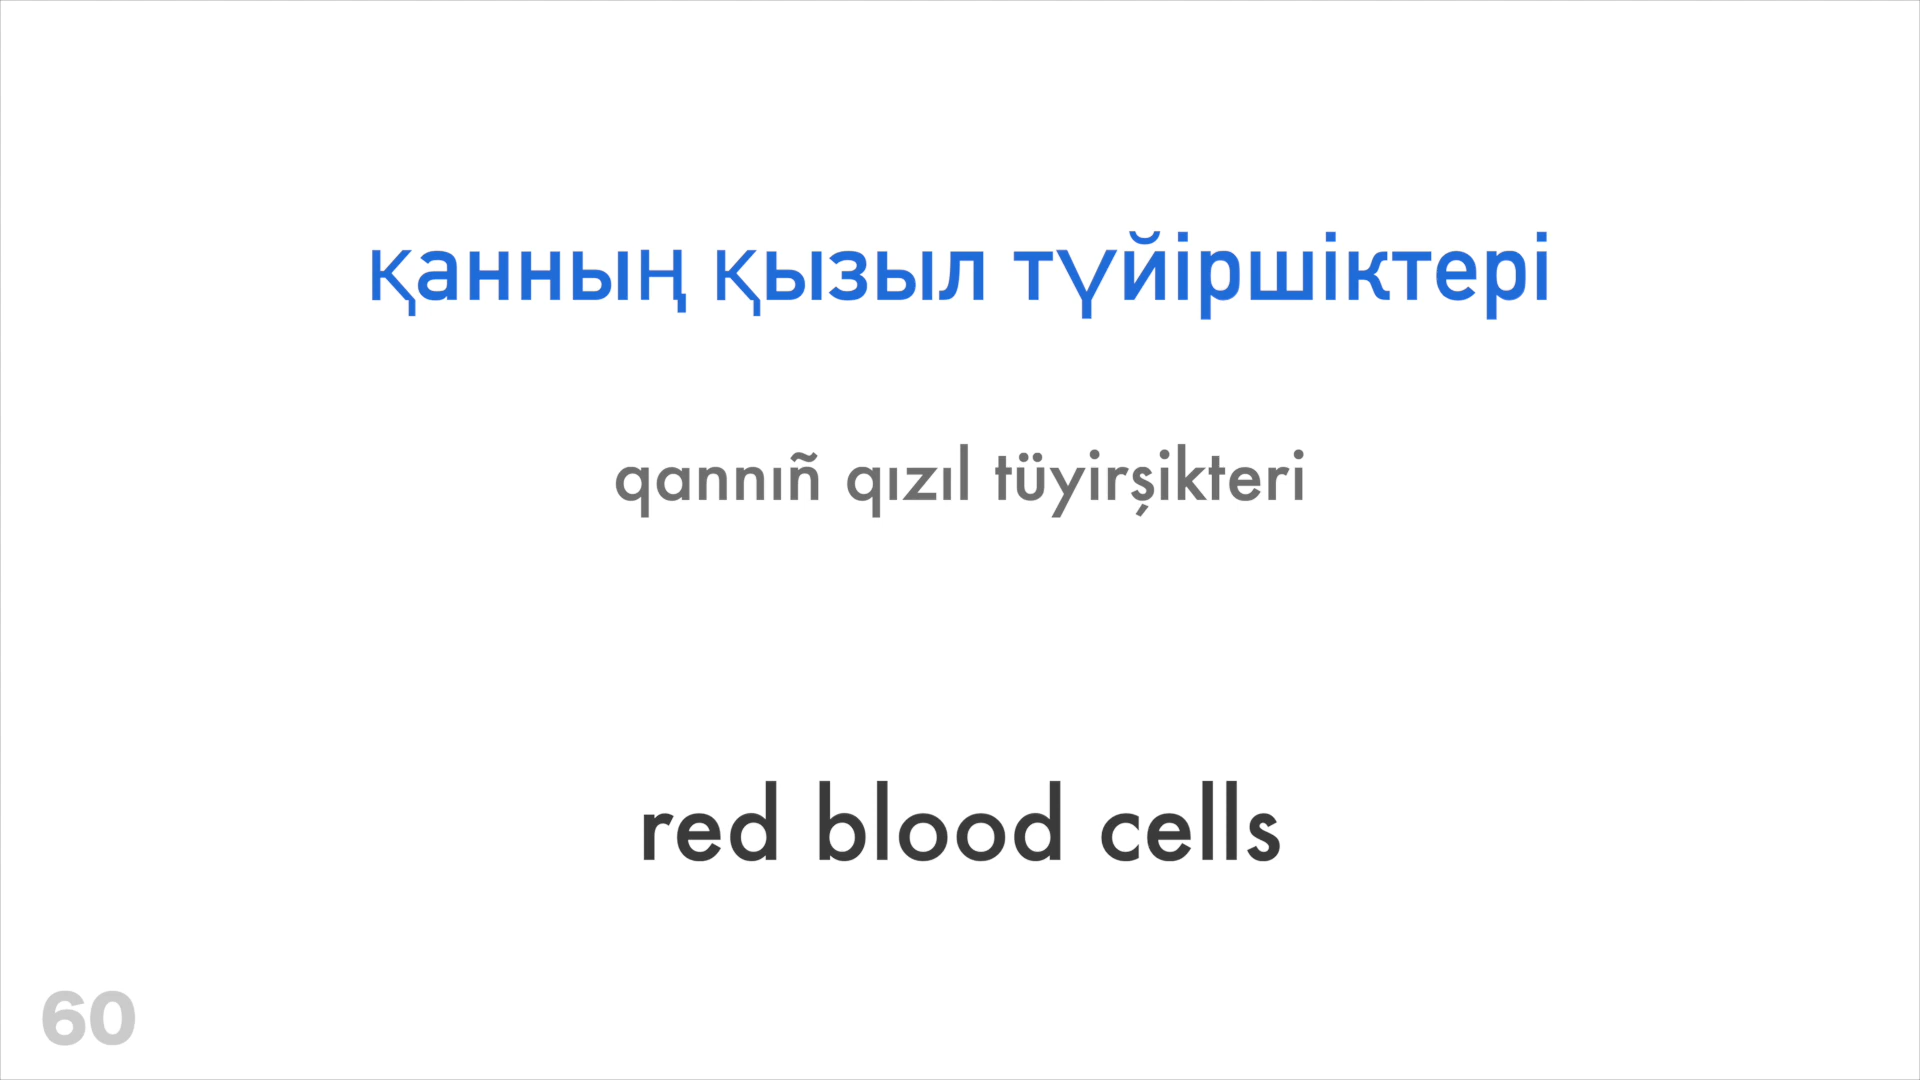 қанның қызыл түйіршіктері
qannıñ qızıl tüyirşikteri
red blood cells
60